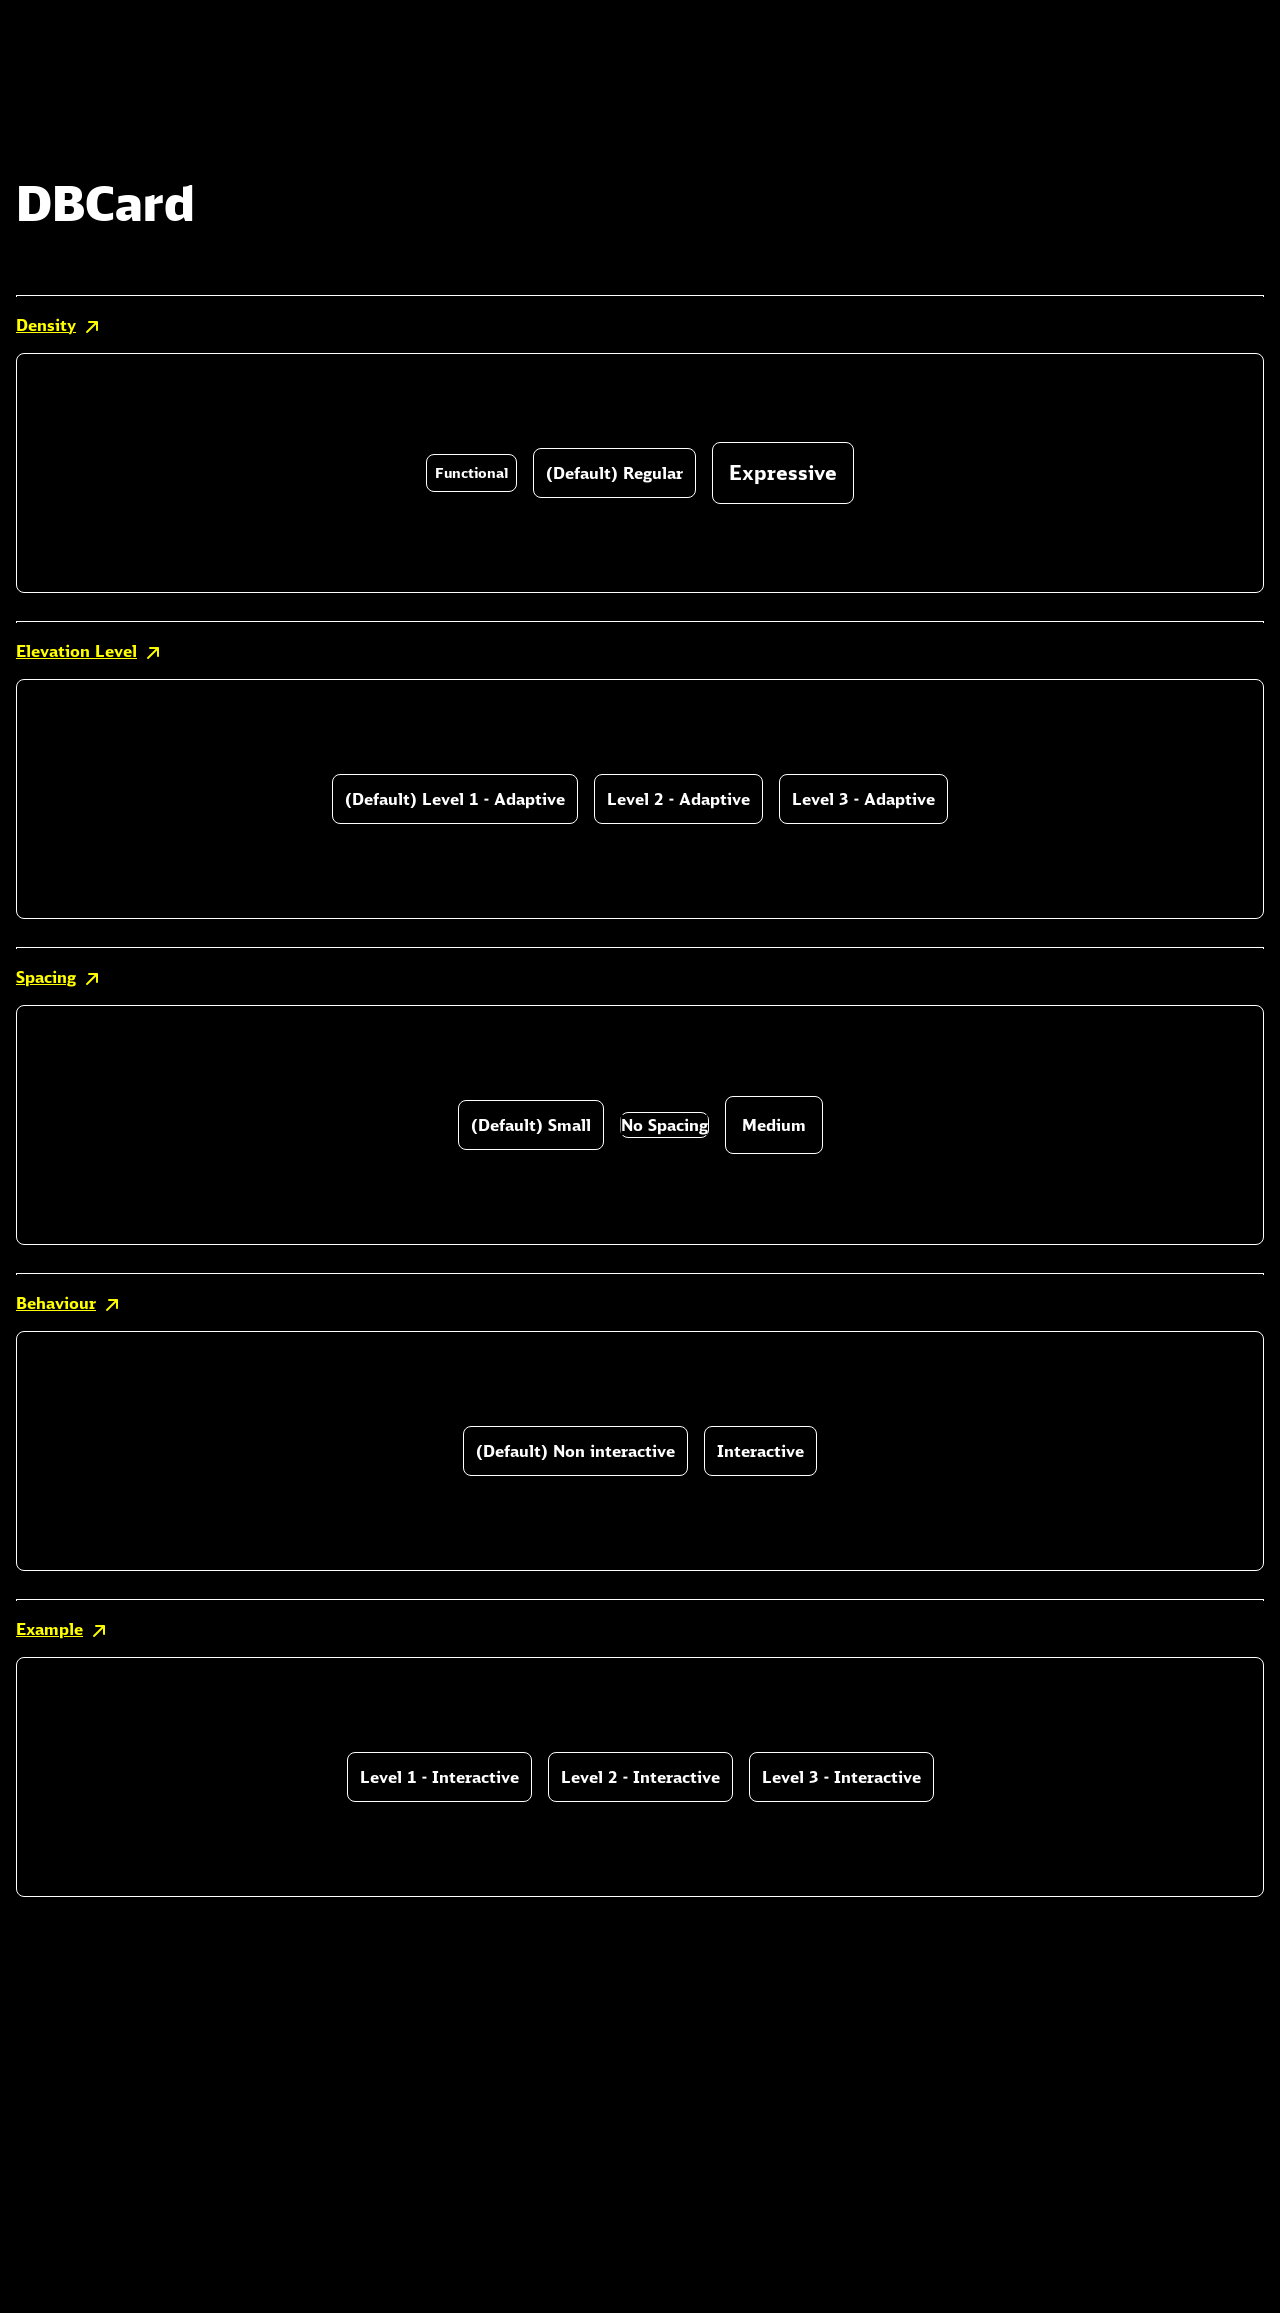 DBCard
Density
Functional (Default) Regular Expressive
Elevation Level
(Default) Level 1 - Adaptive Level 2 - Adaptive Level 3 - Adaptive
Spacing
(Default) Small No Spacing Medium
Behaviour
(Default) Non interactive Interactive
Example
Level 1 - Interactive Level 2 - Interactive Level 3 - Interactive